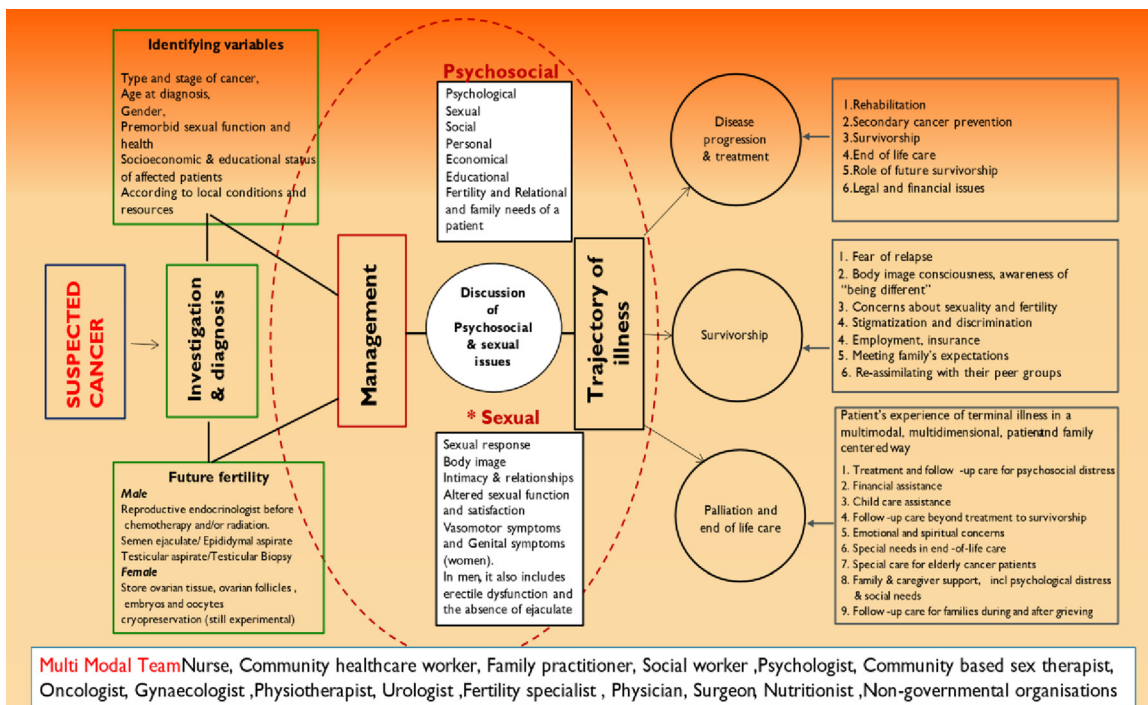 Identifying variables
Type and stage of cancer,
Age at diagnosis,
Gender,
Premorbid sexual function and
health
Socioeconomic & educational status
of affected patients
According to local conditions and
resources
SUSPECTED
CANCER
Investigation
& diagnosis
Future fertility
Male
Reproductive endocrinologist before
chemotherapy and/or radiation.
Semen ejaculate/ Epididymal aspirate
Testicular aspirate/Testicular Biopsy
Female
Store ovarian tissue, ovarian follicles ,
embryos and oocytes
cryopreservation (still experimental)
Management
Psychosocial
Psychological
Sexual
Social
Personal
Economical
Educational
Fertility and Relational
and family needs of a
patient
Discussion
of
Psychosocial
& sexual
issues
* Sexual
Sexual response
Body image
Intimacy & relationships
Altered sexual function
and satisfaction
Vasomotor symptoms
and Genital symptoms
(women).
In men, it also includes
erectile dysfunction and
the absence of ejaculate
Trajectory of
illness
Disease
progression
& treatment
1.Rehabilitation
2.Secondary cancer prevention
3.Survivorship
4.End of life care
5.Role of future survivorship
6.Legal and financial issues
Survivorship
1. Fear of relapse
2. Body image consciousness, awareness of
"being different"
3. Concerns about sexuality and fertility
4. Stigmatization and discrimination
4. Employment, insurance
5. Meeting family's expectations
6. Re-assimilating with their peer groups
Palliation and
end of life care
Patient's experience of terminal illness in a
multimodal, multidimensional, patient and family
centered way
1. Treatment and follow -up care for psychosocial distress
2. Financial assistance
3. Child care assistance
4. Follow -up care beyond treatment to survivorship
5. Emotional and spiritual concerns
6. Special needs in end -of-life care
7. Special care for elderly cancer patients
8. Family & caregiver support, incl psychological distress
& social needs
9. Follow -up care for families during and after grieving
Multi Modal Team Nurse, Community healthcare worker, Family practitioner, Social worker ,Psychologist, Community based sex therapist,
Oncologist, Gynaecologist ,Physiotherapist, Urologist ,Fertility specialist , Physician, Surgeon, Nutritionist ,Non-governmental organisations